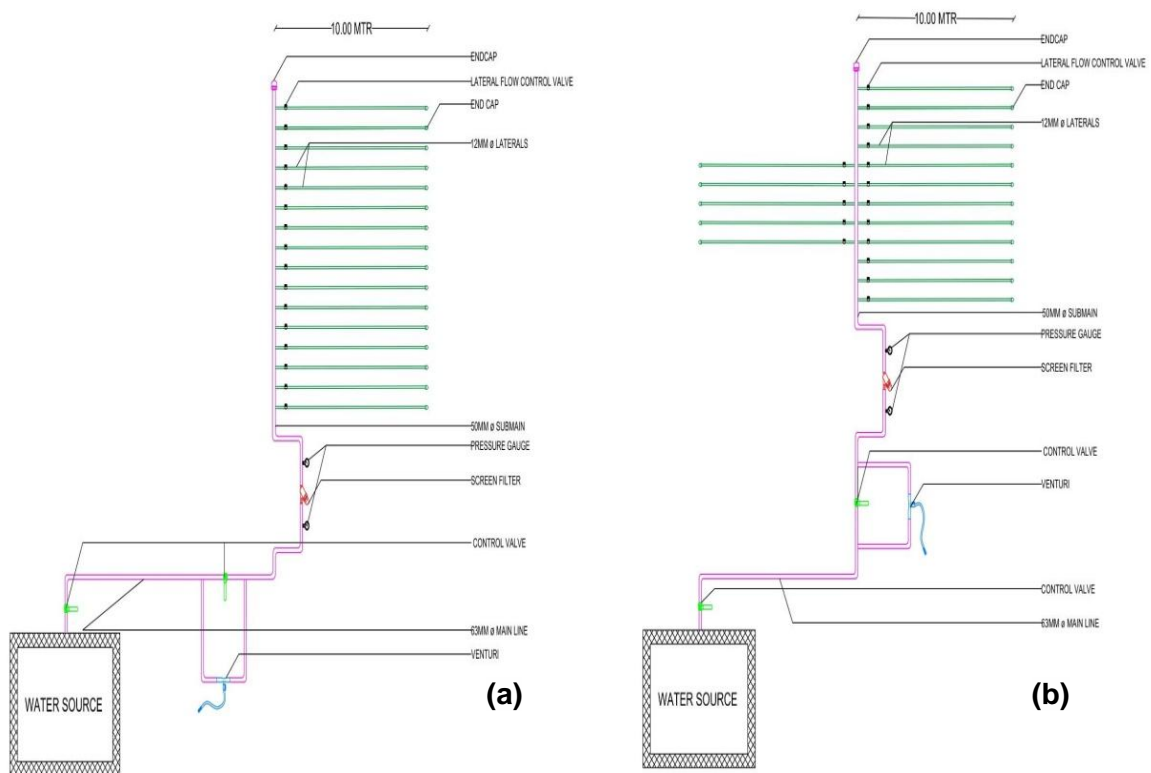 10.00 MTR
ENDCAP
LATERAL FLOW CONTROL VALVE
END CAP
12MM ø LATERALS
50MM ø SUBMAIN
PRESSURE GAUGE
SCREEN FILTER
CONTROL VALVE
63MM ø MAIN LINE
VENTURI
WATER SOURCE
(a)
10.00 MTR
ENDCAP
LATERAL FLOW CONTROL VALVE
END CAP
12MM ø LATERALS
50MM ø SUBMAIN
PRESSURE GAUGE
SCREEN FILTER
CONTROL VALVE
VENTURI
CONTROL VALVE
63MM ø MAIN LINE
WATER SOURCE
(b)